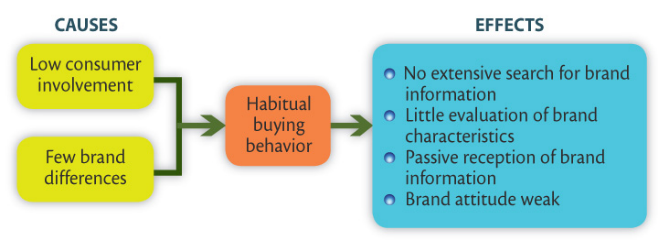 CAUSES
Low consumer
involvement
Few brand
differences
Habitual
buying
behavior
EFFECTS
No extensive search for brand
information
Little evaluation of brand
characteristics
Passive reception of brand
information
Brand attitude weak